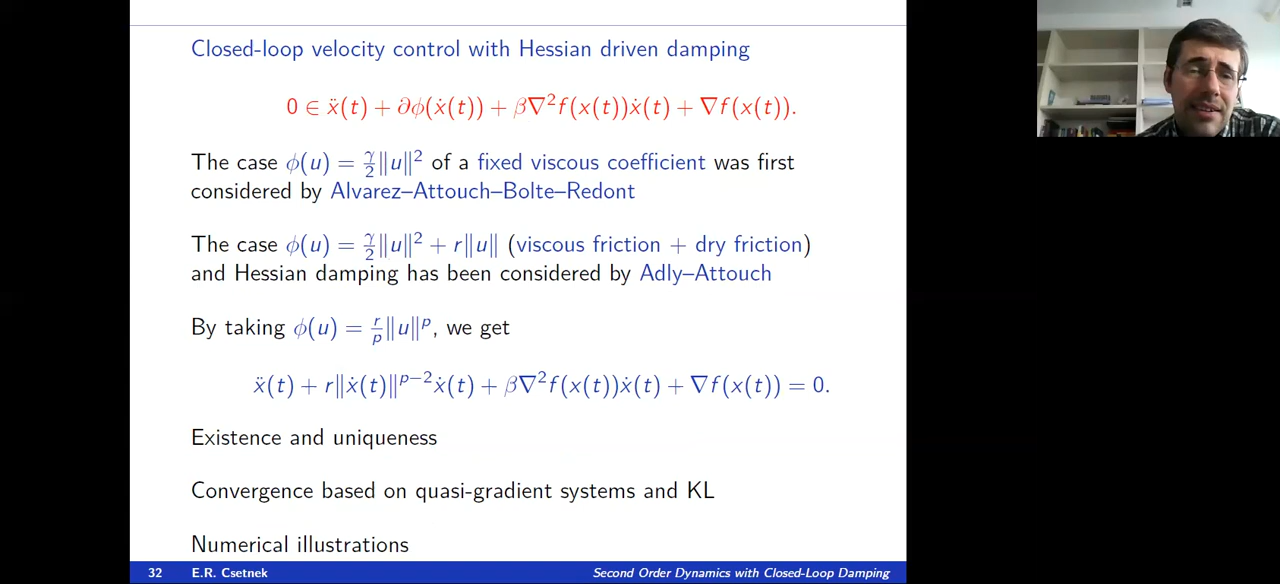 Closed-loop velocity control with Hessian driven damping
0 ∈ ẍ(t) + ∂ϕ(ẋ(t)) + β∇²f(x(t))ẋ(t) + ∇f(x(t)).
The case ϕ(u) = γ/2 ‖u‖² of a fixed viscous coefficient was first
considered by Alvarez–Attouch–Bolte–Redont
The case ϕ(u) = γ/2 ‖u‖² + r‖u‖ (viscous friction + dry friction)
and Hessian damping has been considered by Adly–Attouch
By taking ϕ(u) = r/p ‖u‖ᵖ, we get
ẍ(t) + r‖ẋ(t)‖ᵖ⁻²ẋ(t) + β∇²f(x(t))ẋ(t) + ∇f(x(t)) = 0.
Existence and uniqueness
Convergence based on quasi-gradient systems and KL
Numerical illustrations
32 E.R. Csetnek Second Order Dynamics with Closed-Loop Damping